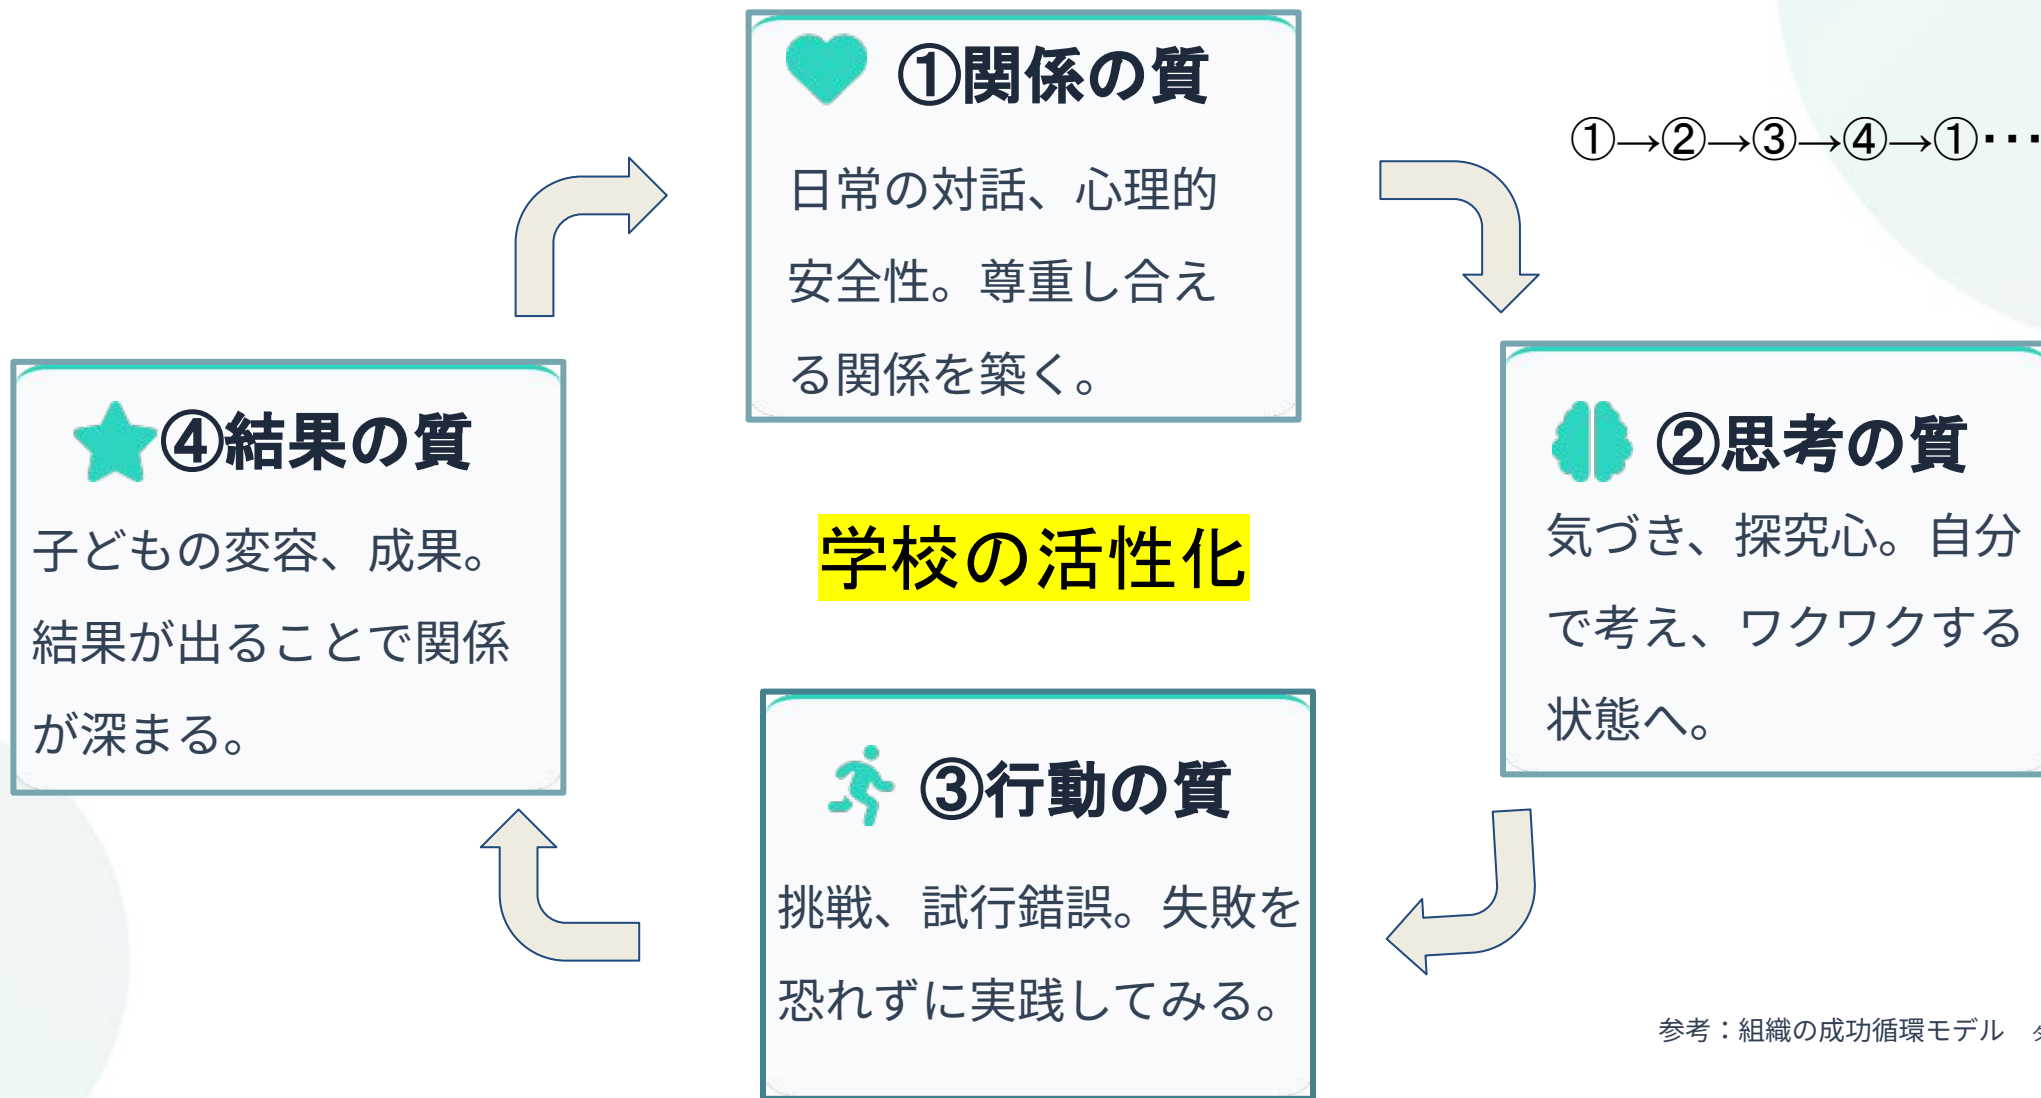 ①関係の質
日常の対話、心理的
安全性。尊重し合え
る関係を築く。
①→②→③→④→①･･･
④結果の質
子どもの変容、成果。
結果が出ることで関係
が深まる。
学校の活性化
②思考の質
気づき、探究心。自分
で考え、ワクワクする
状態へ。
③行動の質
挑戦、試行錯誤。失敗を
恐れずに実践してみる。
参考：組織の成功循環モデル